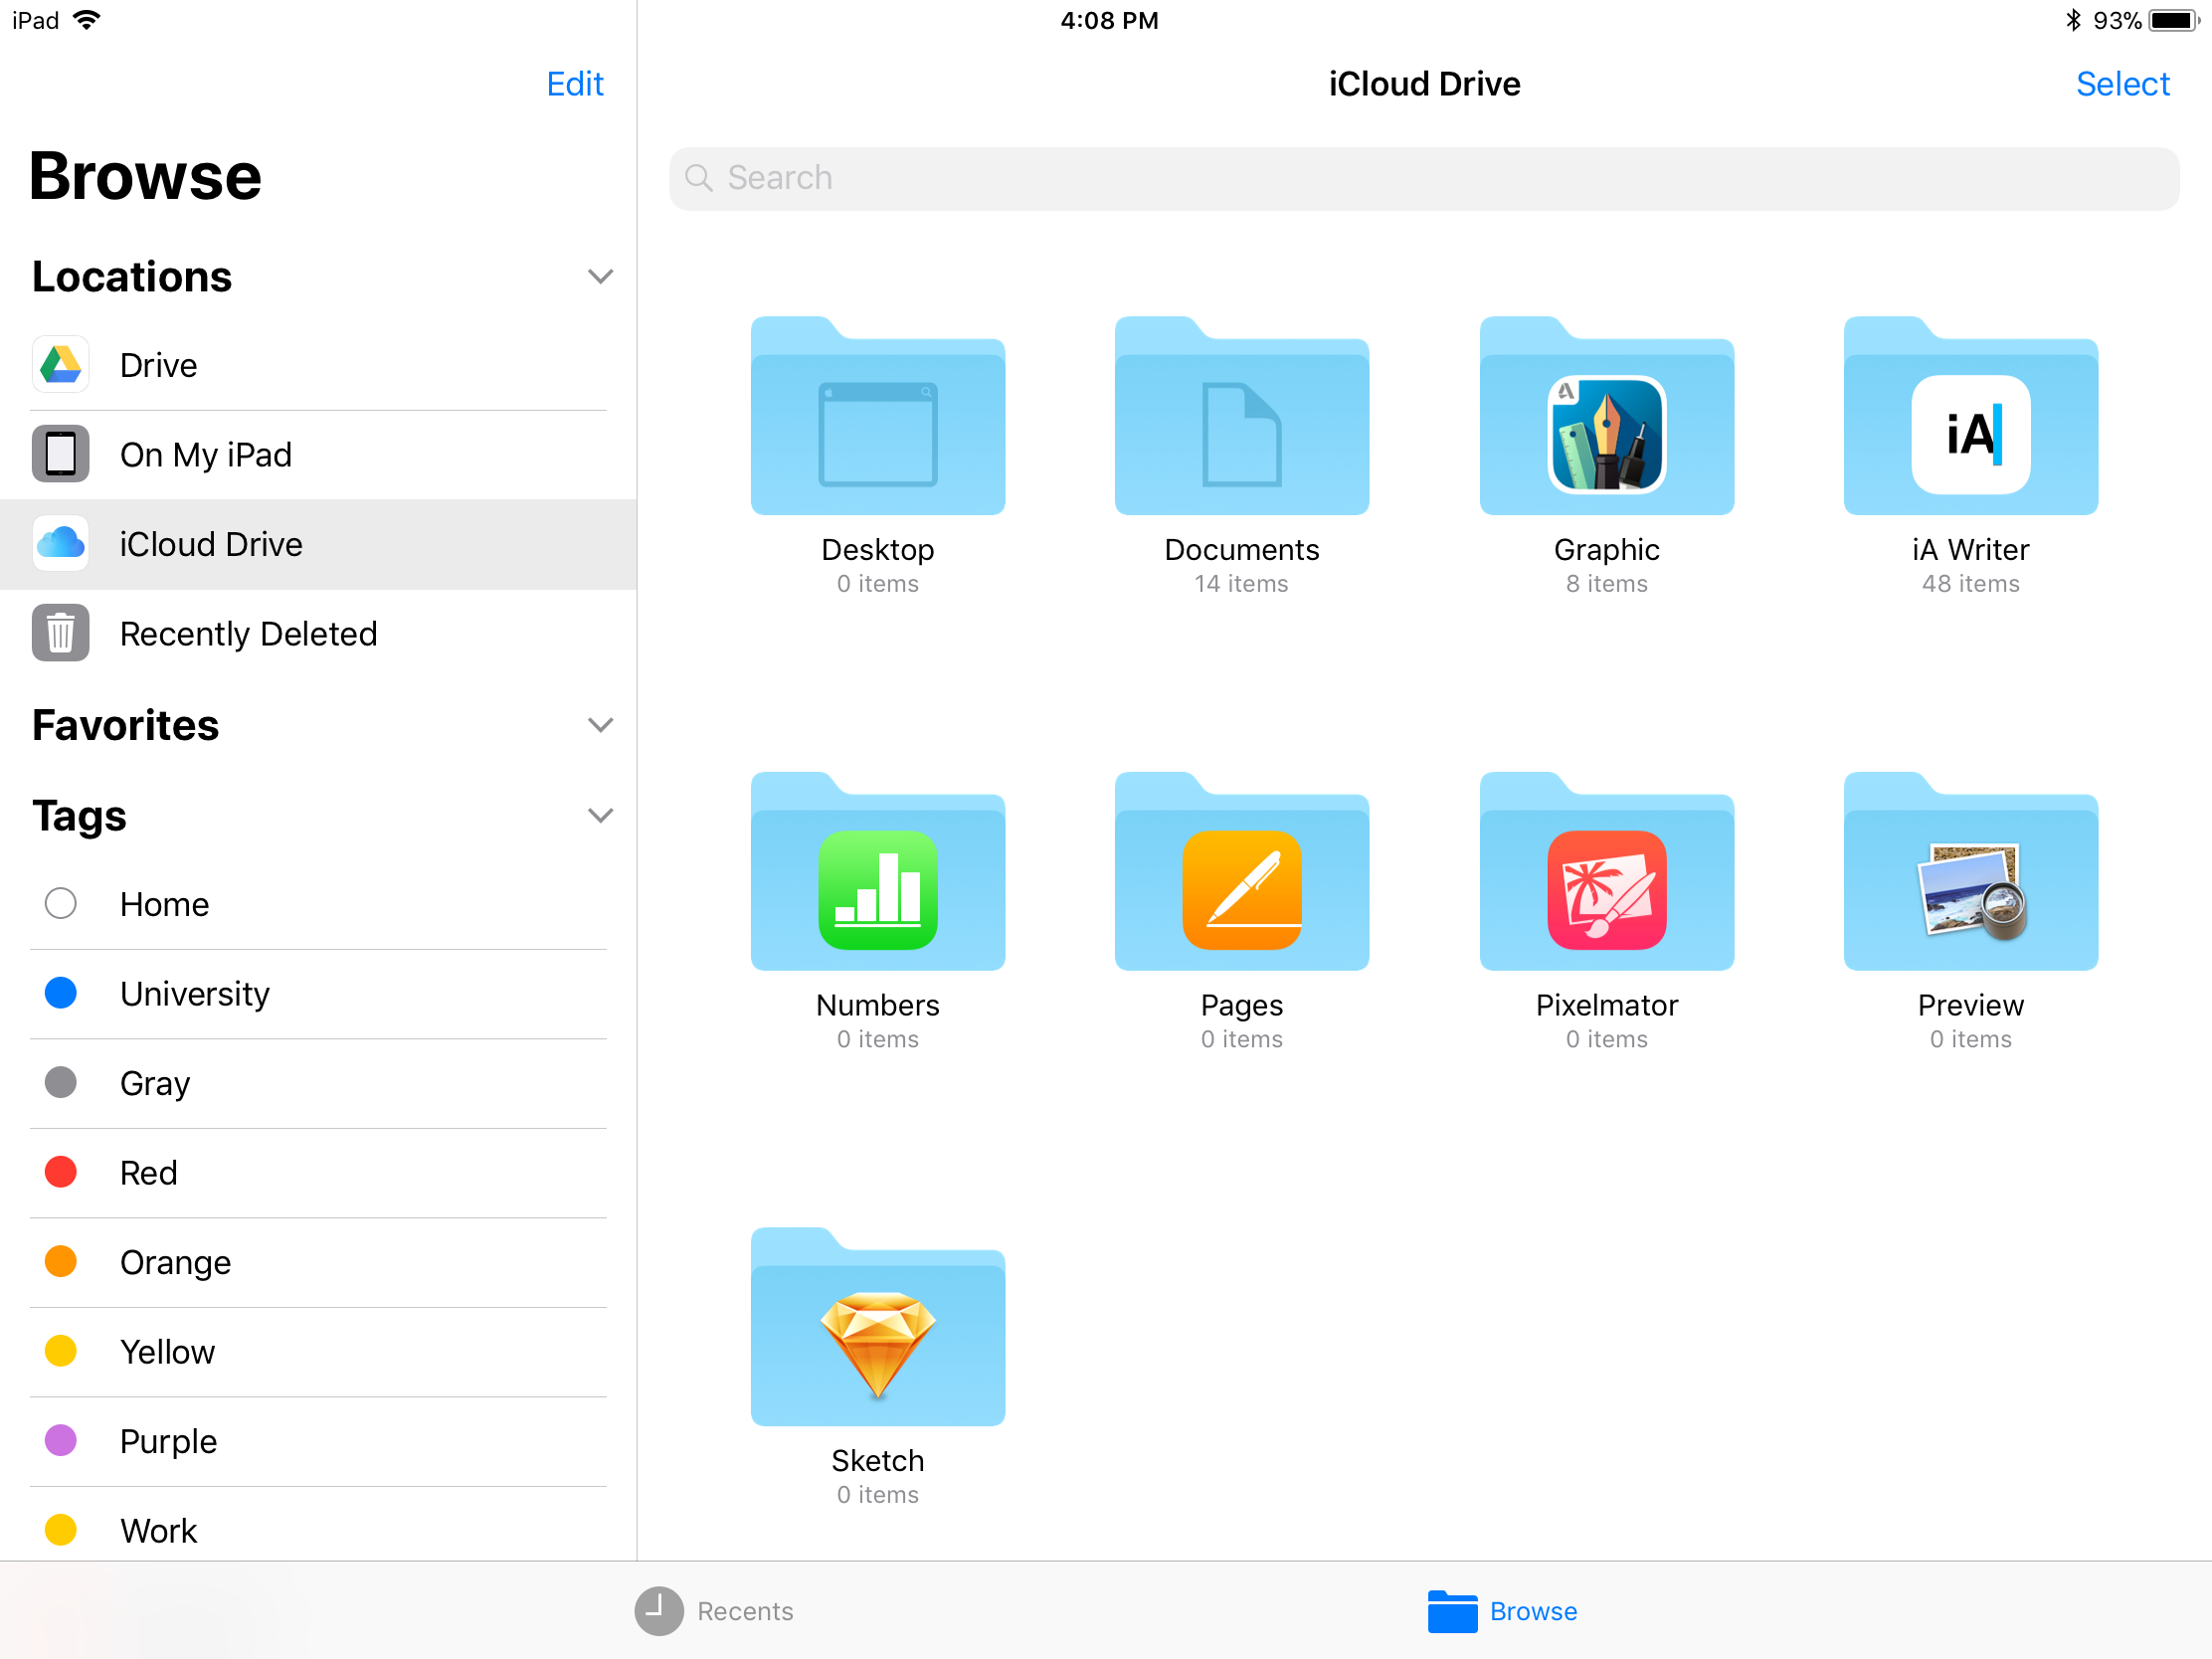 iPad
4:08 PM
93%
Edit
Browse
Locations
Drive
On My iPad
iCloud Drive
Recently Deleted
Favorites
Tags
Home
University
Gray
Red
Orange
Yellow
Purple
Work
iCloud Drive
Select
Search
iA
Desktop
0 items
Documents
14 items
Graphic
8 items
iA Writer
48 items
Numbers
0 items
Pages
0 items
Pixelmator
0 items
Preview
0 items
Sketch
0 items
Recents
Browse